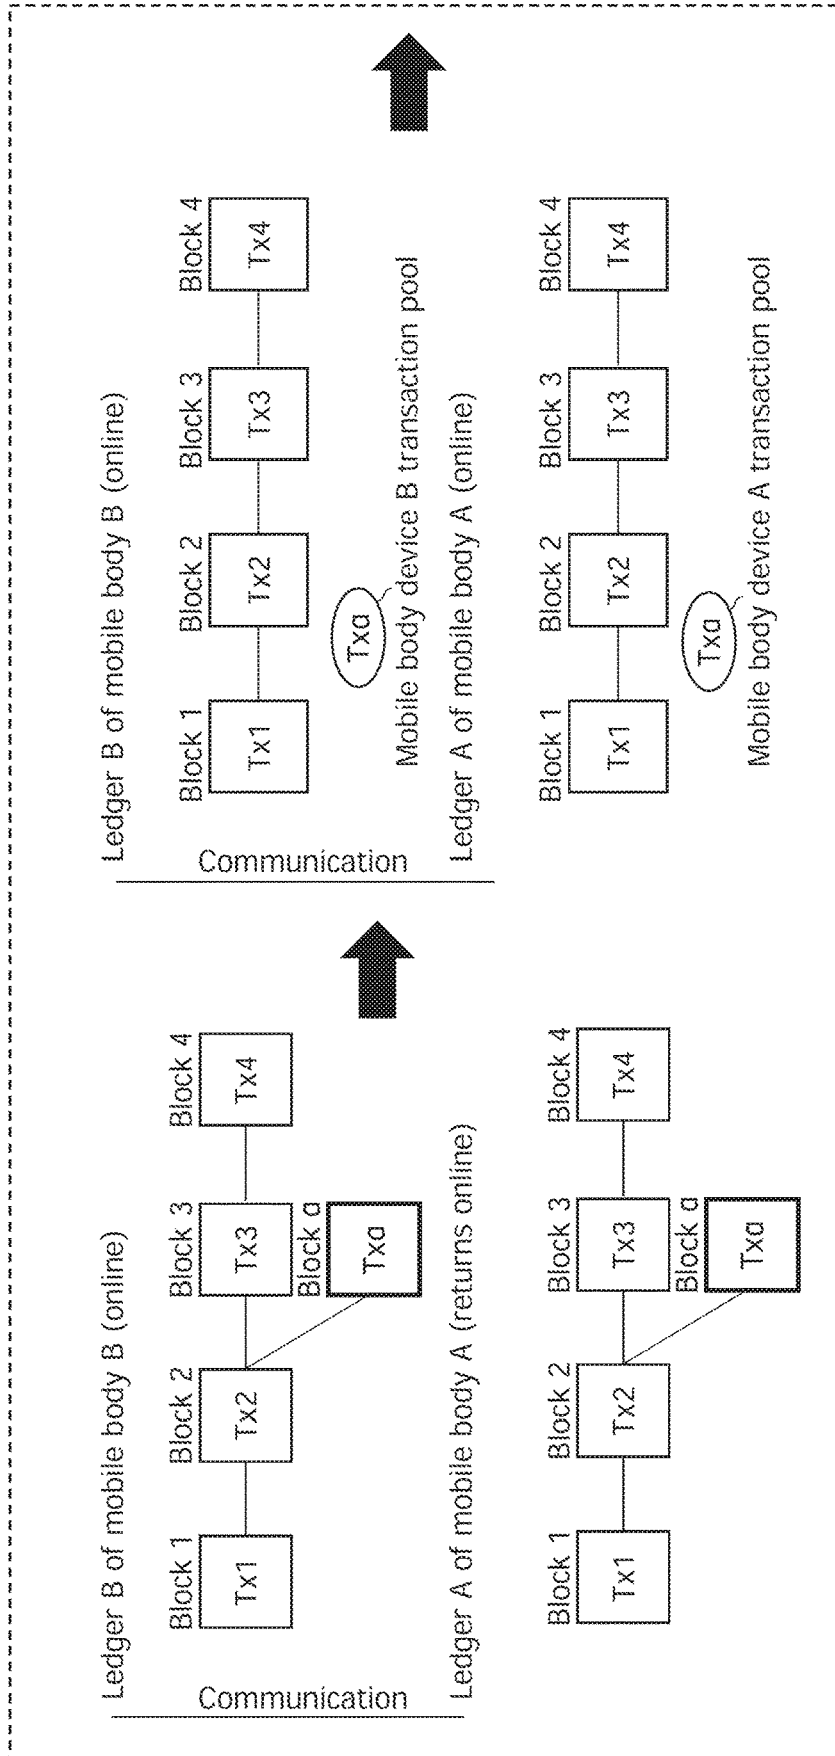 Communication
Ledger B of mobile body B (online)
Block 1
Block 2
Block 3
Block 4
Tx1
Tx2
Tx3
Tx4
Block a
Txa
Ledger A of mobile body A (returns online)
Block 1
Block 2
Block 3
Block 4
Tx1
Tx2
Tx3
Tx4
Block a
Txa
Communication
Ledger B of mobile body B (online)
Block 1
Block 2
Block 3
Block 4
Tx1
Tx2
Tx3
Tx4
Txa
Mobile body device B transaction pool
Ledger A of mobile body A (online)
Block 1
Block 2
Block 3
Block 4
Tx1
Tx2
Tx3
Tx4
Txa
Mobile body device A transaction pool